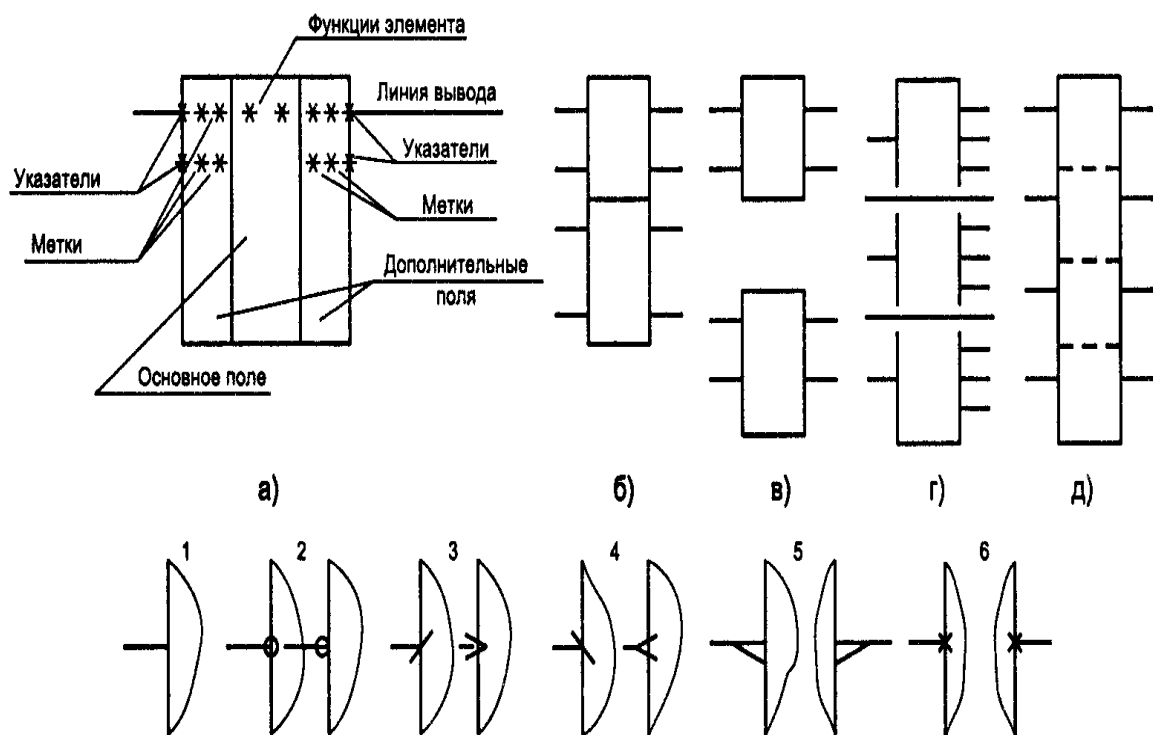 Функции элемента
Линия вывода
Указатели
Указатели
Метки
Метки
Дополнительные
поля
Основное поле
а)
б)
в)
г)
д)
1
2
3
4
5
6